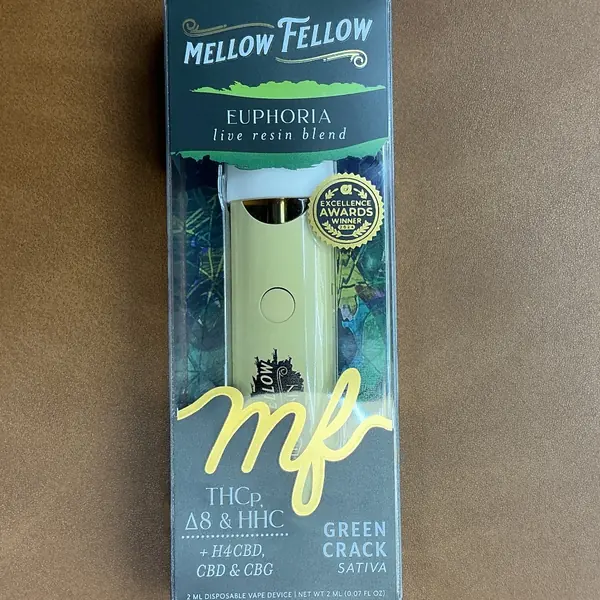 MELLOW FELLOW
EUPHORIA
live resin blend
EXCELLENCE
AWARDS
WINNER
mf
THCP,
Δ8 & HHC
+ H4CBD,
CBD & CBG
GREEN
CRACK
SATIVA
2 ML DISPOSABLE VAPE DEVICE | NET WT 2 ML (0.07 FL OZ)